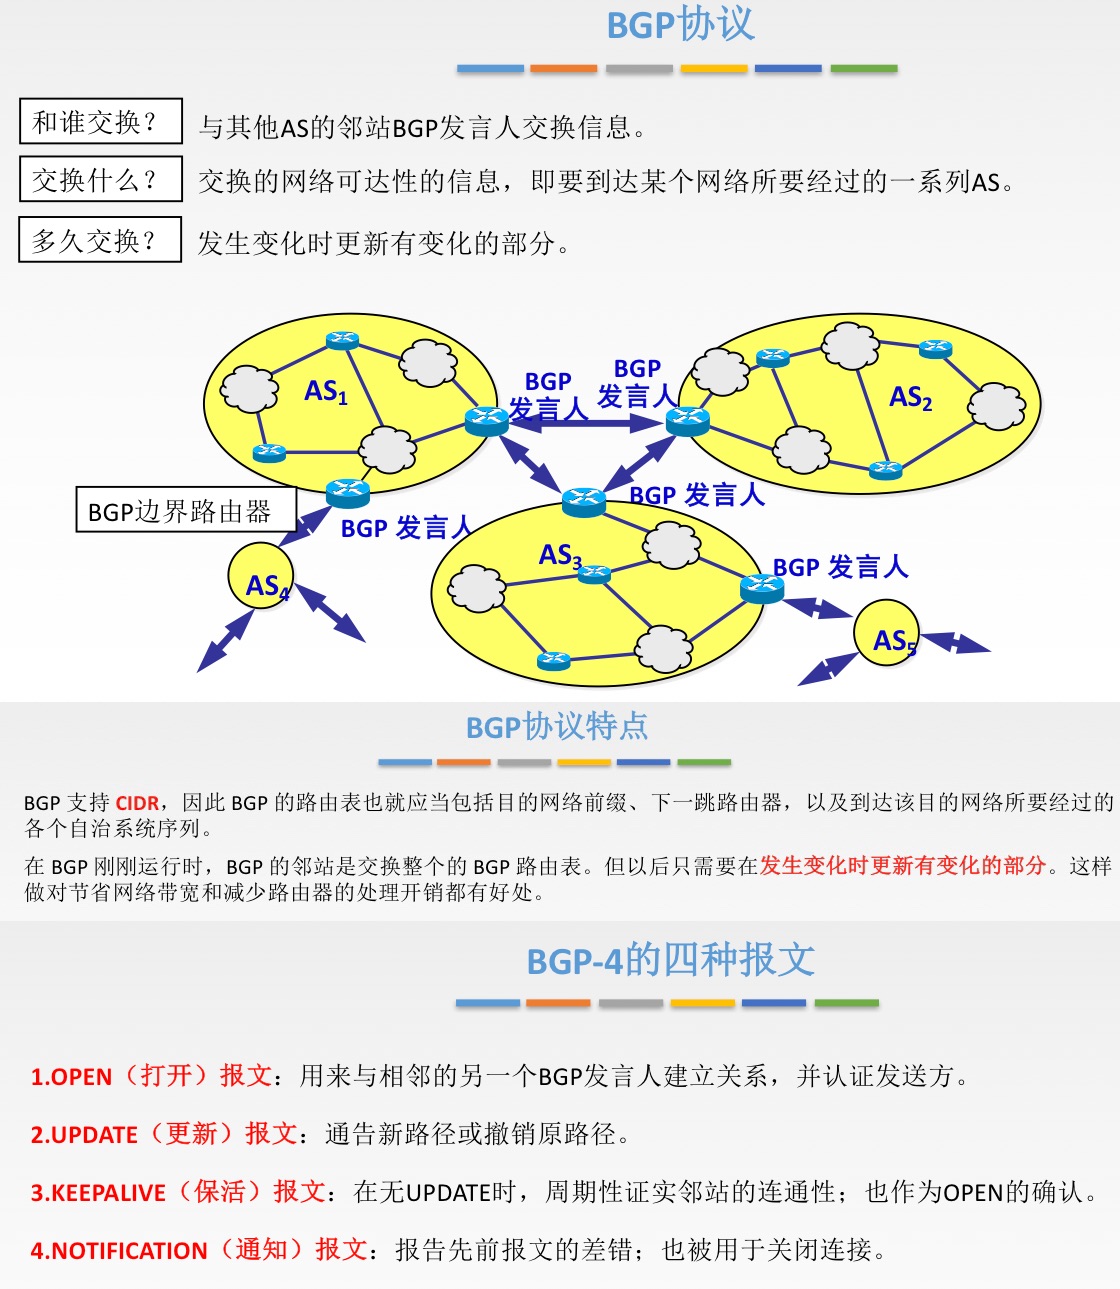 BGP协议
和谁交换?
与其他AS的邻站BGP发言人交换信息。
交换什么?
交换的网络可达性的信息，即要到达某个网络所要经过的一系列AS。
多久交换?
发生变化时更新有变化的部分。
AS1
BGP
发言人
BGP
发言人
AS2
BGP边界路由器
BGP 发言人
BGP 发言人
AS3
BGP 发言人
AS4
AS5
BGP协议特点
BGP 支持 CIDR，因此 BGP 的路由表也就应当包括目的网络前缀、下一跳路由器，以及到达该目的网络所要经过的
各个自治系统序列。
在 BGP 刚刚运行时，BGP 的邻站是交换整个的 BGP 路由表。但以后只需要在发生变化时更新有变化的部分。这样
做对节省网络带宽和减少路由器的处理开销都有好处。
BGP-4的四种报文
1.OPEN（打开）报文：用来与相邻的另一个BGP发言人建立关系，并认证发送方。
2.UPDATE（更新）报文：通告新路径或撤销原路径。
3.KEEPALIVE（保活）报文：在无UPDATE时，周期性证实邻站的连通性；也作为OPEN的确认。
4.NOTIFICATION（通知）报文：报告先前报文的差错；也被用于关闭连接。